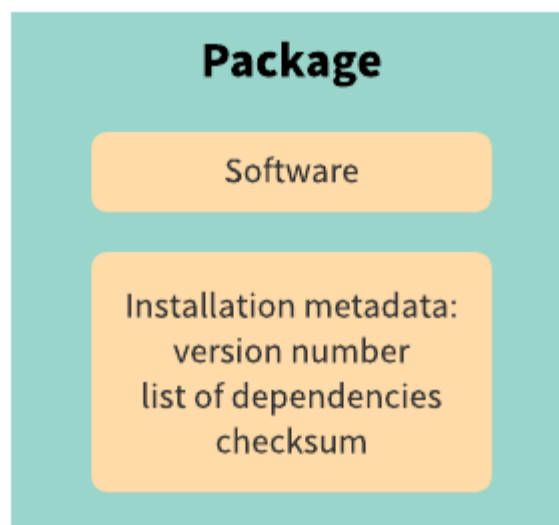 Package
Software
Installation metadata:
version number
list of dependencies
checksum